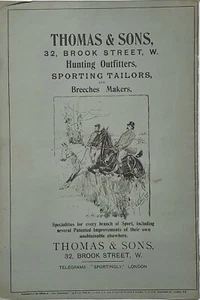 THOMAS & SONS,
32, BROOK STREET, W.
Hunting Outfitters,
SPORTING TAILORS,
AND
Breeches Makers,
Specialities for every branch of Sport, including
several Patented Improvements of their own
unobtainable elsewhere.
THOMAS & SONS,
32, BROOK STREET, W.
TELEGRAMS: "SPORTINGLY," LONDON